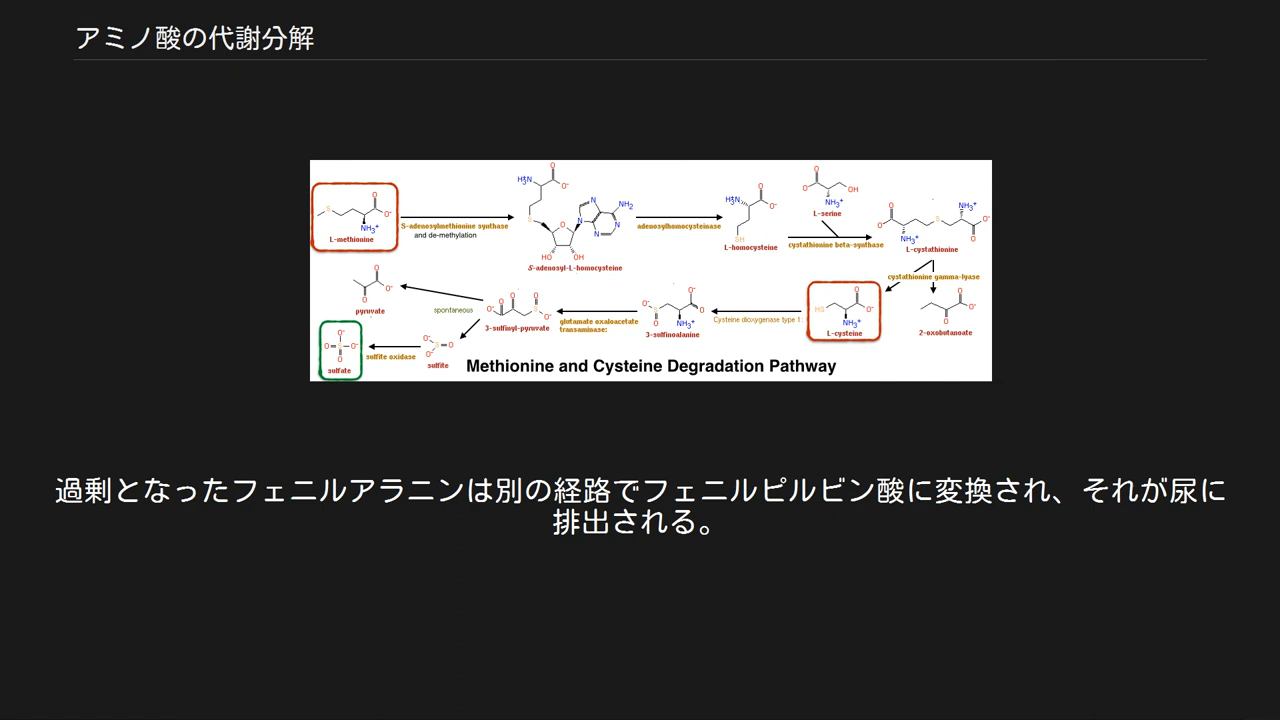 アミノ酸の代謝分解
L-methionine
S-adenosylmethionine synthase
and de-methylation
S-adenosyl-L-homocysteine
adenosylhomocysteinase
L-homocysteine
L-serine
cystathionine beta-synthase
L-cystathionine
cystathionine gamma-lyase
2-oxobutanoate
L-cysteine
Cysteine dioxygenase type 1
3-sulfinoalanine
glutamate oxaloacetate
transaminase
3-sulfinyl-pyruvate
spontaneous
pyruvate
sulfite
sulfite oxidase
sulfate
Methionine and Cysteine Degradation Pathway
過剰となったフェニルアラニンは別の経路でフェニルピルビン酸に変換され、それが尿に
排出される。